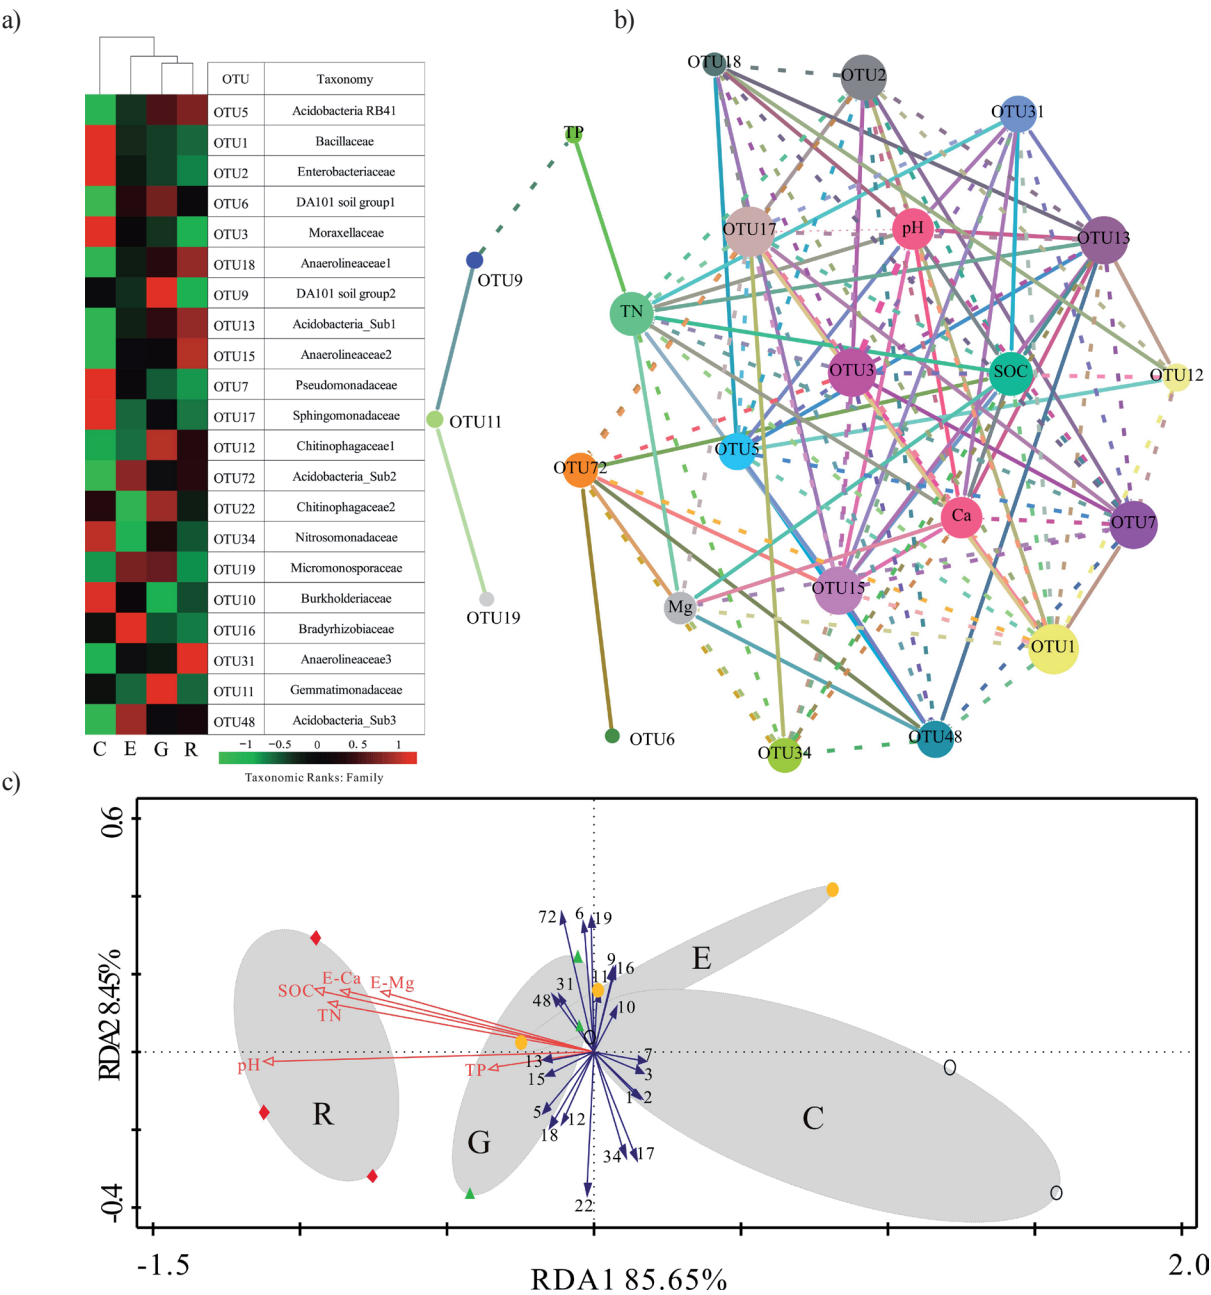 a)
OTU Taxonomy
OTU5 Acidobacteria RB41
OTU1 Bacillaceae
OTU2 Enterobacteriaceae
OTU6 DA101 soil group1
OTU3 Moraxellaceae
OTU18 Anaerolineaceae1
OTU9 DA101 soil group2
OTU13 Acidobacteria_Sub1
OTU15 Anaerolineaceae2
OTU7 Pseudomonadaceae
OTU17 Sphingomonadaceae
OTU12 Chitinophagaceae1
OTU72 Acidobacteria_Sub2
OTU22 Chitinophagaceae2
OTU34 Nitrosomonadaceae
OTU19 Micromonosporaceae
OTU10 Burkholderiaceae
OTU16 Bradyrhizobiaceae
OTU31 Anaerolineaceae3
OTU11 Gemmatimonadaceae
OTU48 Acidobacteria_Sub3
C E G R
−1 −0.5 0 0.5 1
Taxonomic Ranks: Family
b)
OTU18
OTU2
OTU31
TP
OTU17
pH
OTU13
OTU9
TN
OTU3
SOC
OTU12
OTU11
OTU5
OTU72
Ca
OTU7
OTU15
Mg
OTU19
OTU1
OTU6
OTU34
OTU48
c)
0.6
RDA2 8.45%
-0.4
72
6
19
E
9
16
11
E-Ca
E-Mg
SOC
31
48
TN
10
pH
13
7
TP
15
3
1
2
R
5
12
C
18
G
34
17
22
-1.5
2.0
RDA1 85.65%